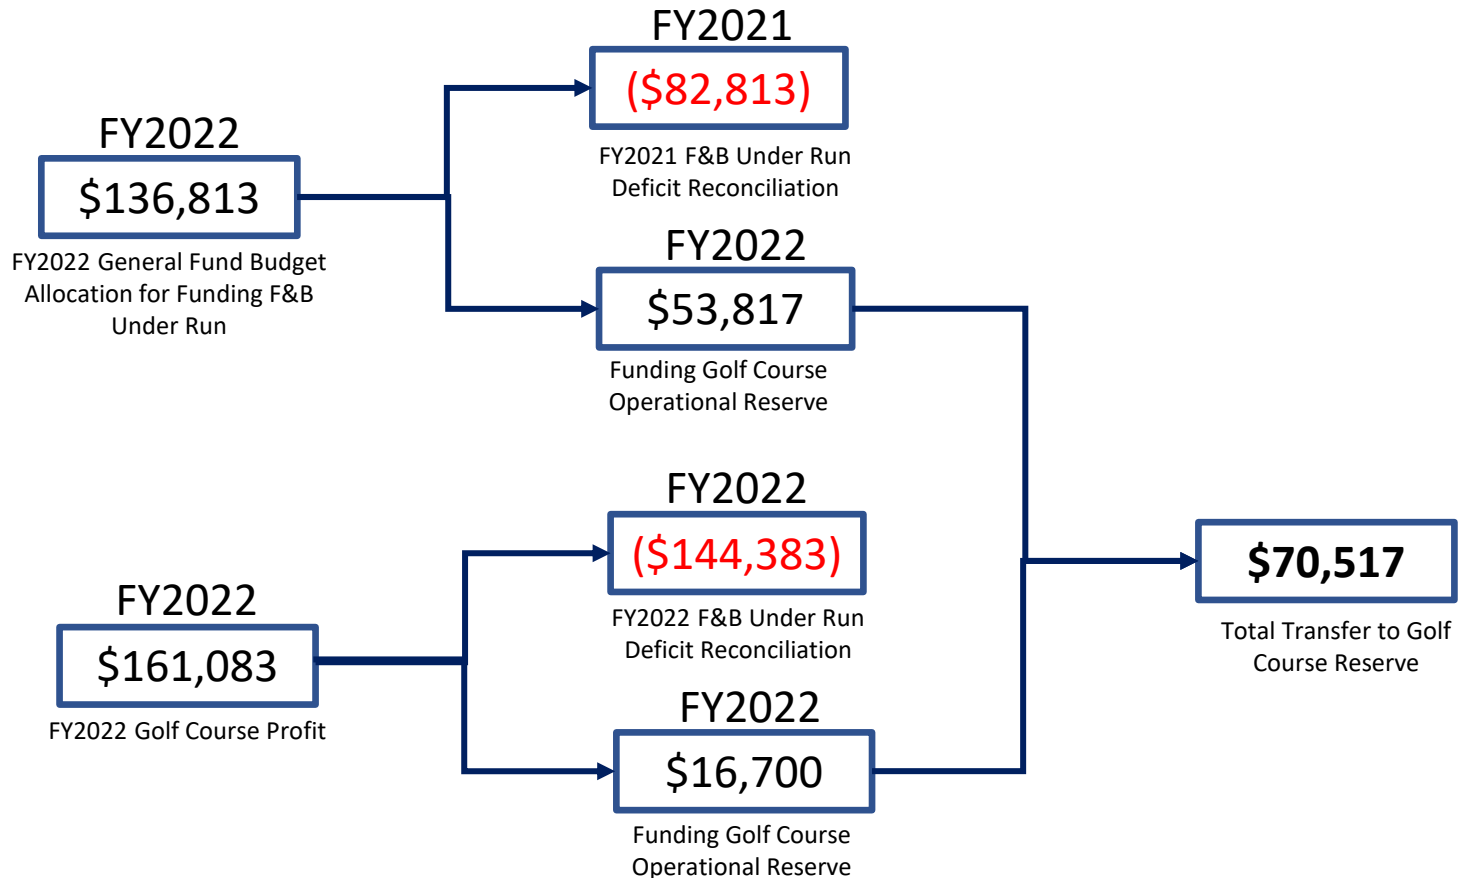 FY2021
($82,813)
FY2021 F&B Under Run
Deficit Reconciliation
FY2022
$136,813
FY2022 General Fund Budget
Allocation for Funding F&B
Under Run
FY2022
$53,817
Funding Golf Course
Operational Reserve
FY2022
($144,383)
FY2022 F&B Under Run
Deficit Reconciliation
FY2022
$161,083
FY2022 Golf Course Profit
FY2022
$16,700
Funding Golf Course
Operational Reserve
$70,517
Total Transfer to Golf
Course Reserve